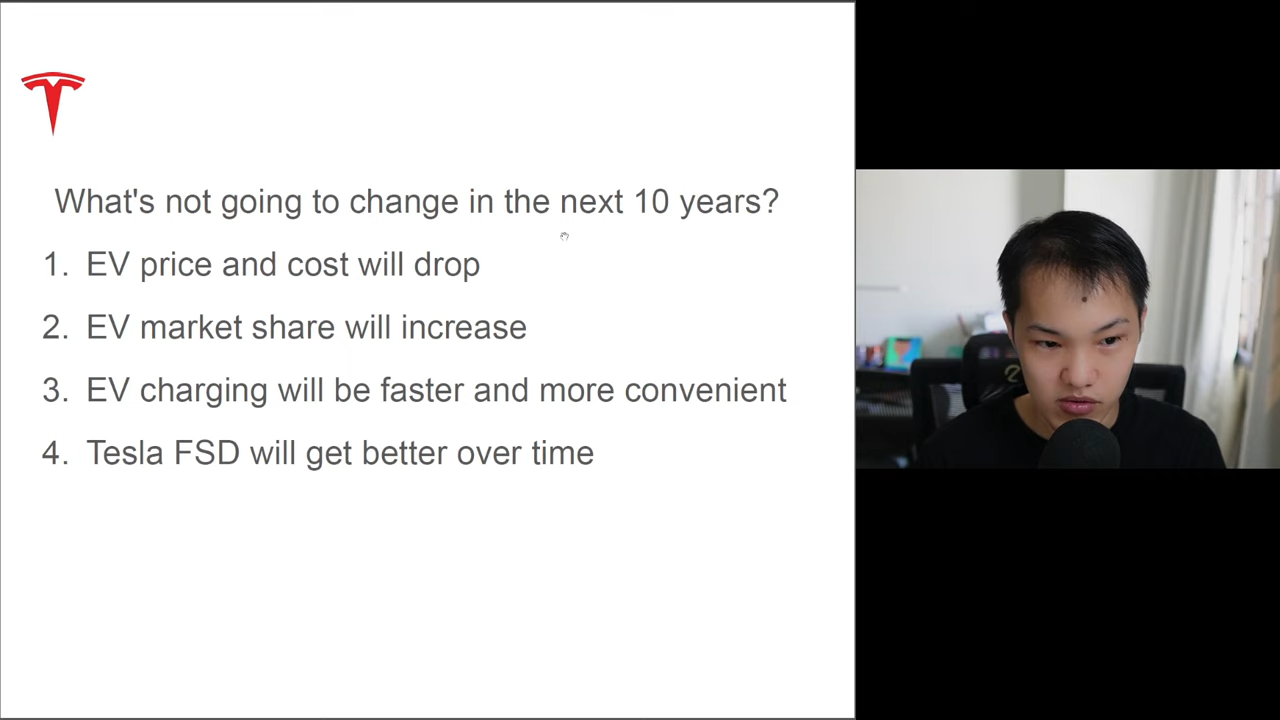 What's not going to change in the next 10 years?
1. EV price and cost will drop
2. EV market share will increase
3. EV charging will be faster and more convenient
4. Tesla FSD will get better over time